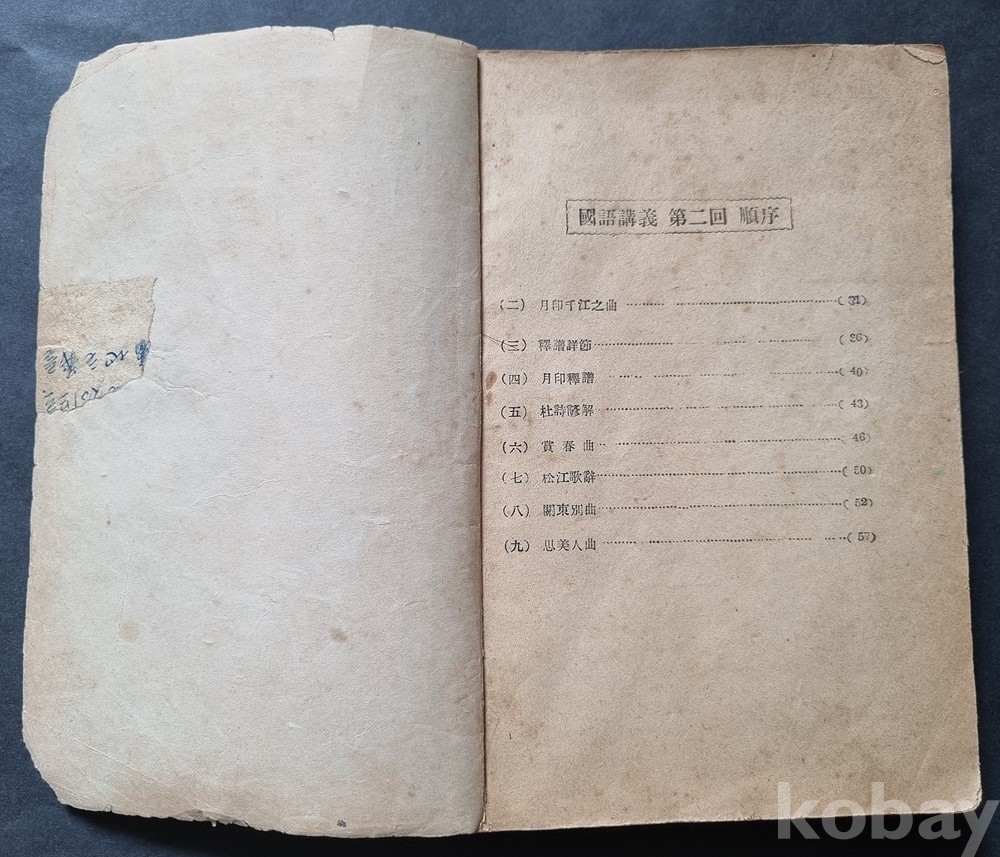 國語講義 第二回 順序
(二) 月印千江之曲 ……………………( 31)
(三) 釋譜詳節……………………( 36)
(四) 月印釋譜 ……………………( 40)
(五) 杜詩諺解……………………( 43)
(六) 賞春曲……………………( 46)
(七) 松江歌辭……………………( 50)
(八) 關東別曲……………………( 52)
(九) 思美人曲……………………( 57)
kobay